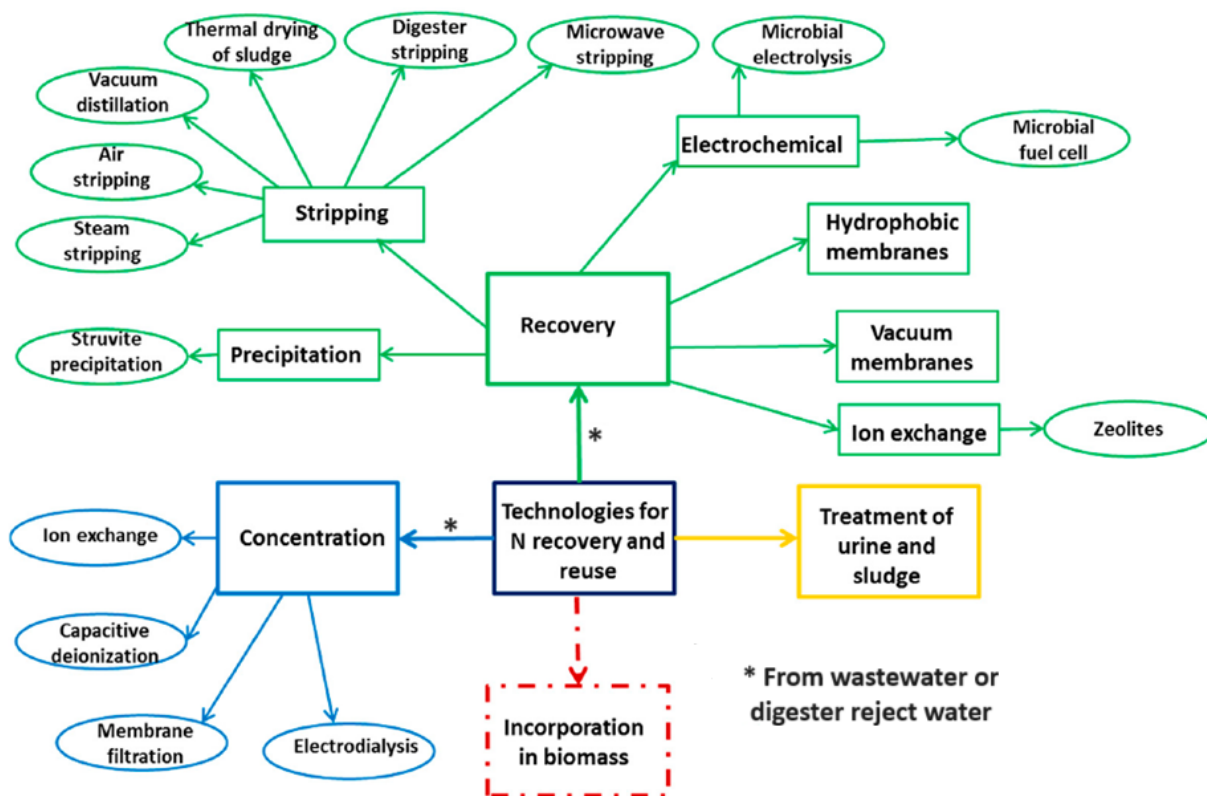 Thermal drying
of sludge
Digester
stripping
Microwave
stripping
Microbial
electrolysis
Vacuum
distillation
Electrochemical
Microbial
fuel cell
Air
stripping
Stripping
Steam
stripping
Hydrophobic
membranes
Recovery
Struvite
precipitation
Precipitation
Vacuum
membranes
Ion exchange
Zeolites
*
Ion exchange
Concentration
*
Technologies for
N recovery and
reuse
Treatment of
urine and
sludge
Capacitive
deionization
Membrane
filtration
Electrodialysis
Incorporation
in biomass
* From wastewater or
digester reject water